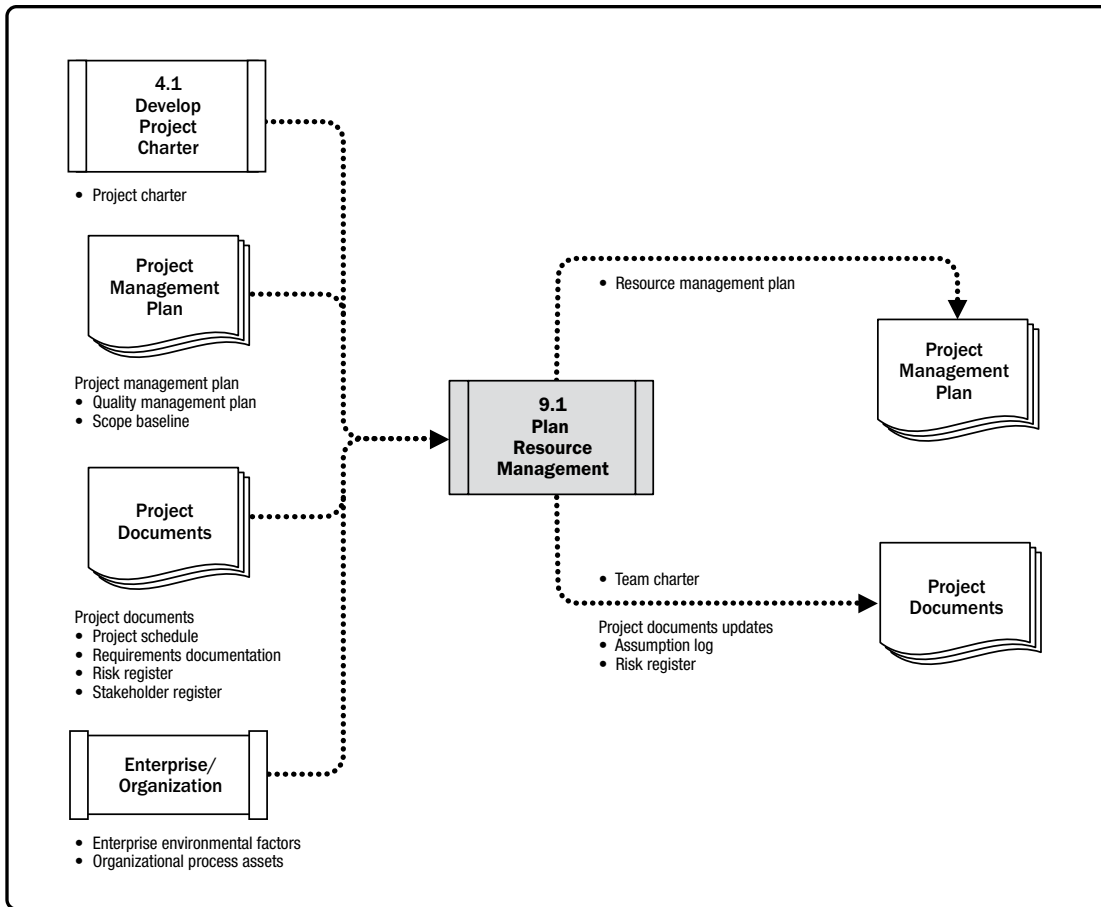 4.1
Develop
Project
Charter
• Project charter
Project
Management
Plan
Project management plan
• Quality management plan
• Scope baseline
Project
Documents
Project documents
• Project schedule
• Requirements documentation
• Risk register
• Stakeholder register
Enterprise/
Organization
• Enterprise environmental factors
• Organizational process assets
9.1
Plan
Resource
Management
• Resource management plan
Project
Management
Plan
• Team charter
Project documents updates
• Assumption log
• Risk register
Project
Documents